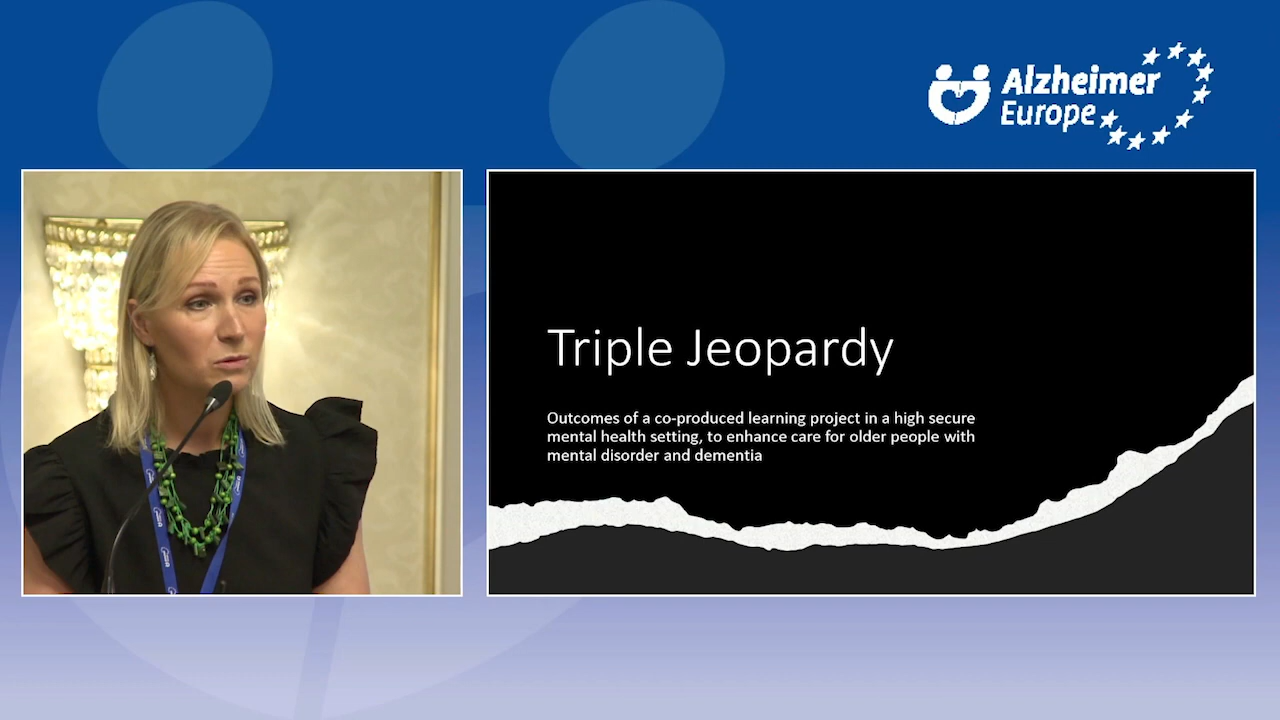 Alzheimer
Europe
Triple Jeopardy
Outcomes of a co-produced learning project in a high secure
mental health setting, to enhance care for older people with
mental disorder and dementia